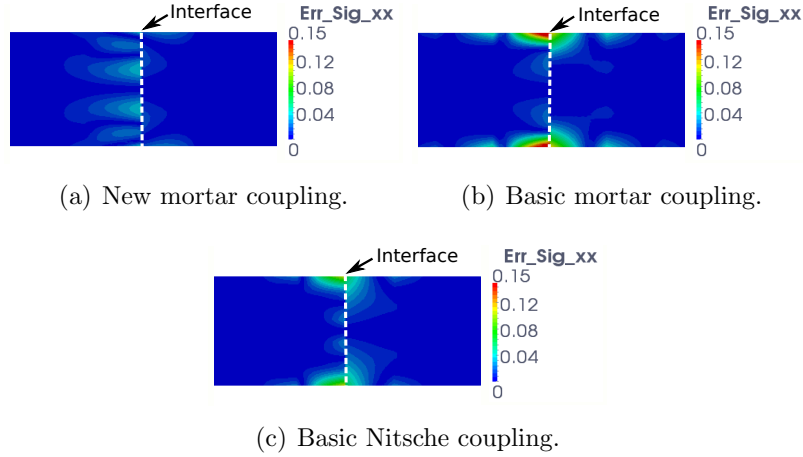 Interface
Err_Sig_xx
0.15
0.12
0.08
0.04
0
(a) New mortar coupling.
Interface
Err_Sig_xx
0.15
0.12
0.08
0.04
0
(b) Basic mortar coupling.
Interface
Err_Sig_xx
0.15
0.12
0.08
0.04
0
(c) Basic Nitsche coupling.